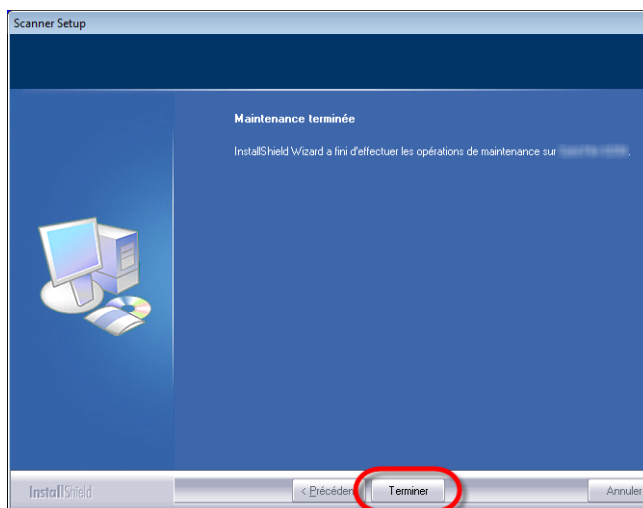 Scanner Setup
Maintenance terminée
InstallShield Wizard a fini d'effectuer les opérations de maintenance sur
InstallShield
< Précéden
Terminer
Annuler